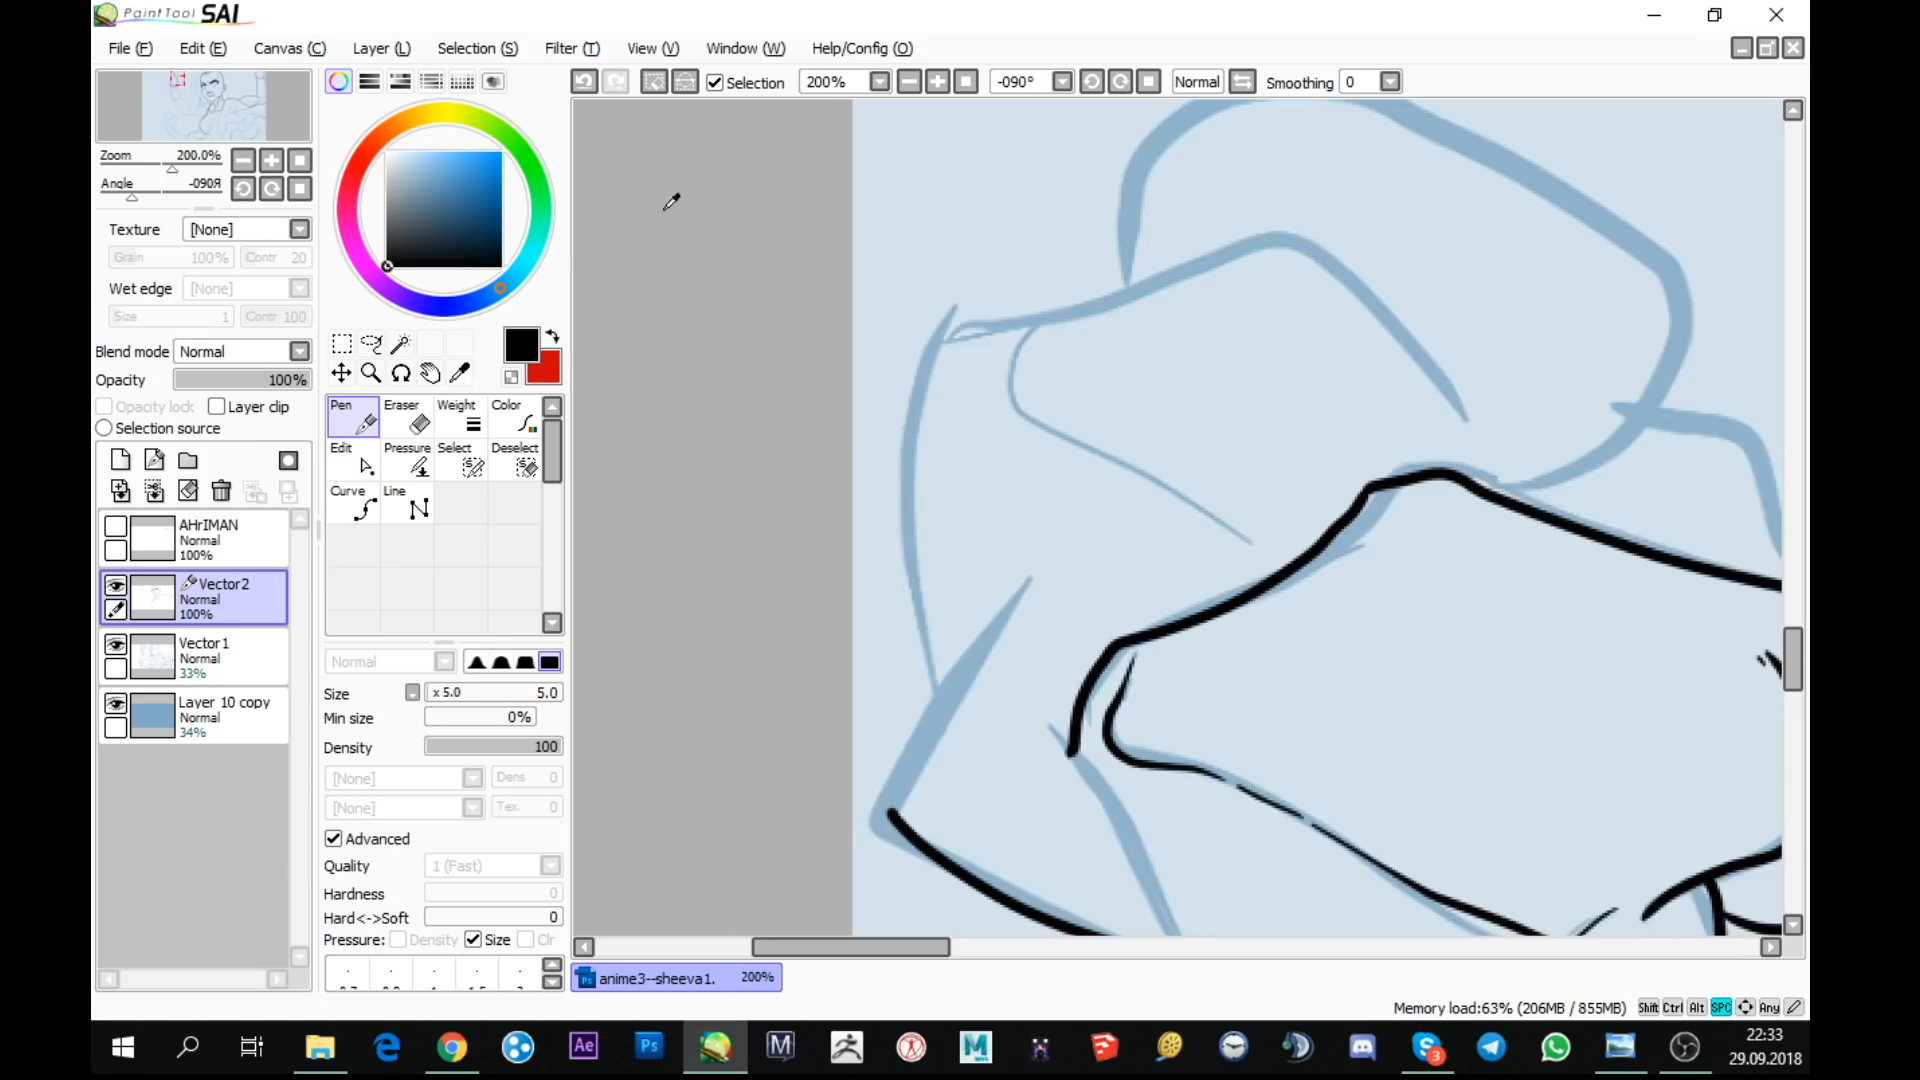 PaintTool SAI
File (F) Edit (E) Canvas (C) Layer (L) Selection (S) Filter (T) View (V) Window (W) Help/Config (O)
Selection 200% -090° Normal Smoothing 0
Zoom 200.0%
Angle -090Я
Texture [None]
Grain 100% Contr 20
Wet edge [None]
Size 1 Contr 100
Blend mode Normal
Opacity 100%
Opacity lock Layer clip
Selection source
AHrIMAN
Normal
100%
Vector2
Normal
100%
Vector1
Normal
33%
Layer 10 copy
Normal
34%
Pen Eraser Weight Color
Edit Pressure Select Deselect
Curve Line
Normal
Size x 5.0 5.0
Min size 0%
Density 100
[None] Dens 0
[None] Tex. 0
Advanced
Quality 1 (Fast)
Hardness 0
Hard<->Soft 0
Pressure: Density Size Clr
anime3--sheeva1. 200%
Memory load:63% (206MB / 855MB) Shift Ctrl Alt SPC Any
Ae Ps M M 3
22:33
29.09.2018